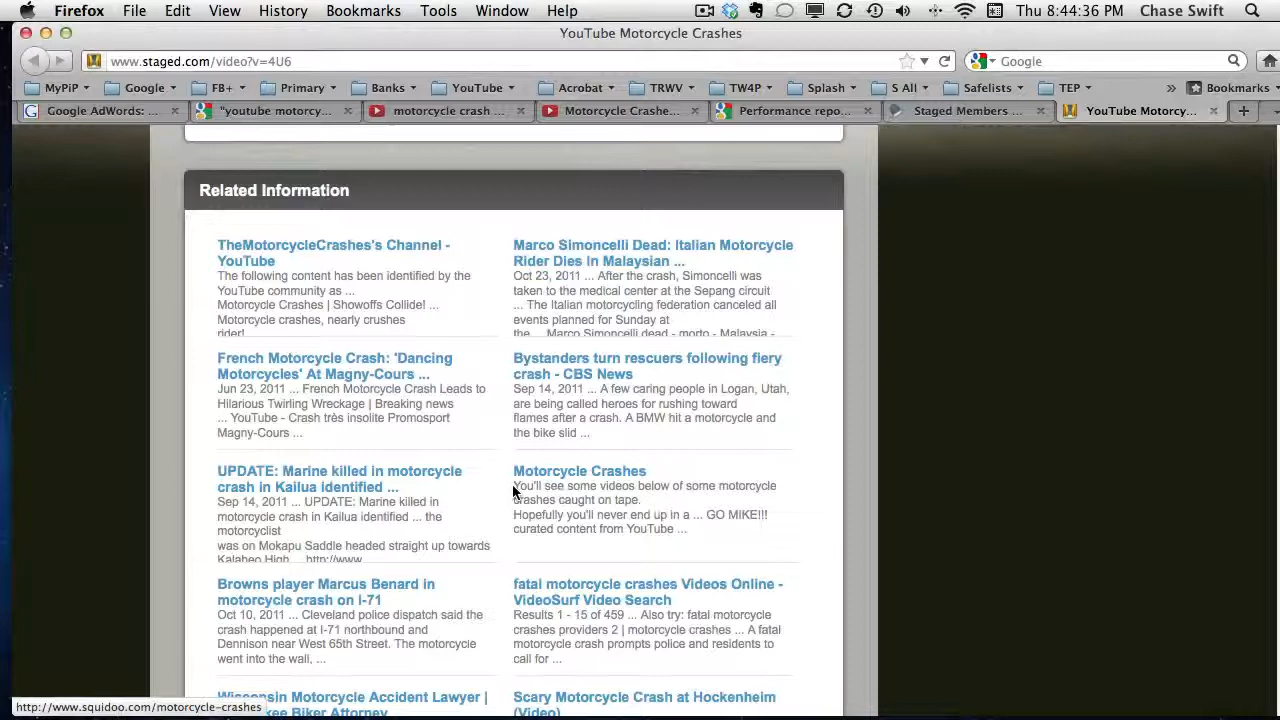 Firefox File Edit View History Bookmarks Tools Window Help Thu 8:44:36 PM Chase Swift
YouTube Motorcycle Crashes
www.staged.com/video?v=4U6 Google
MyPiP Google FB+ Primary Banks YouTube Acrobat TRWV TW4P Splash S All Safelists TEP » Bookmarks
Google AdWords: ... "youtube motorcy... motorcycle crash ... Motorcycle Crashe... Performance repo... Staged Members ... YouTube Motorcy...
Related Information
TheMotorcycleCrashes's Channel -
YouTube
The following content has been identified by the
YouTube community as ...
Motorcycle Crashes | Showoffs Collide! ...
Motorcycle crashes, nearly crushes
rider!
Marco Simoncelli Dead: Italian Motorcycle
Rider Dies In Malaysian ...
Oct 23, 2011 ... After the crash, Simoncelli was
taken to the medical center at the Sepang circuit
... The Italian motorcycling federation canceled all
events planned for Sunday at
the ... Marco Simoncelli dead - morto - Malaysia -
French Motorcycle Crash: 'Dancing
Motorcycles' At Magny-Cours ...
Jun 23, 2011 ... French Motorcycle Crash Leads to
Hilarious Twirling Wreckage | Breaking news
... YouTube - Crash très insolite Promosport
Magny-Cours ...
Bystanders turn rescuers following fiery
crash - CBS News
Sep 14, 2011 ... A few caring people in Logan, Utah,
are being called heroes for rushing toward
flames after a crash. A BMW hit a motorcycle and
the bike slid ...
UPDATE: Marine killed in motorcycle
crash in Kailua identified ...
Sep 14, 2011 ... UPDATE: Marine killed in
motorcycle crash in Kailua identified ... the
motorcyclist
was on Mokapu Saddle headed straight up towards
Kalaheo High ... http://www.
Motorcycle Crashes
You'll see some videos below of some motorcycle
crashes caught on tape.
Hopefully you'll never end up in a ... GO MIKE!!!
curated content from YouTube ...
Browns player Marcus Benard in
motorcycle crash on I-71
Oct 10, 2011 ... Cleveland police dispatch said the
crash happened at I-71 northbound and
Dennison near West 65th Street. The motorcycle
went into the wall, ...
fatal motorcycle crashes Videos Online -
VideoSurf Video Search
Results 1 - 15 of 459 ... Also try: fatal motorcycle
crashes providers 2 | motorcycle crashes ... A fatal
motorcycle crash prompts police and residents to
call for ...
Wisconsin Motorcycle Accident Lawyer |
Biker Attorney
Scary Motorcycle Crash at Hockenheim
(Video)
http://www.squidoo.com/motorcycle-crashes